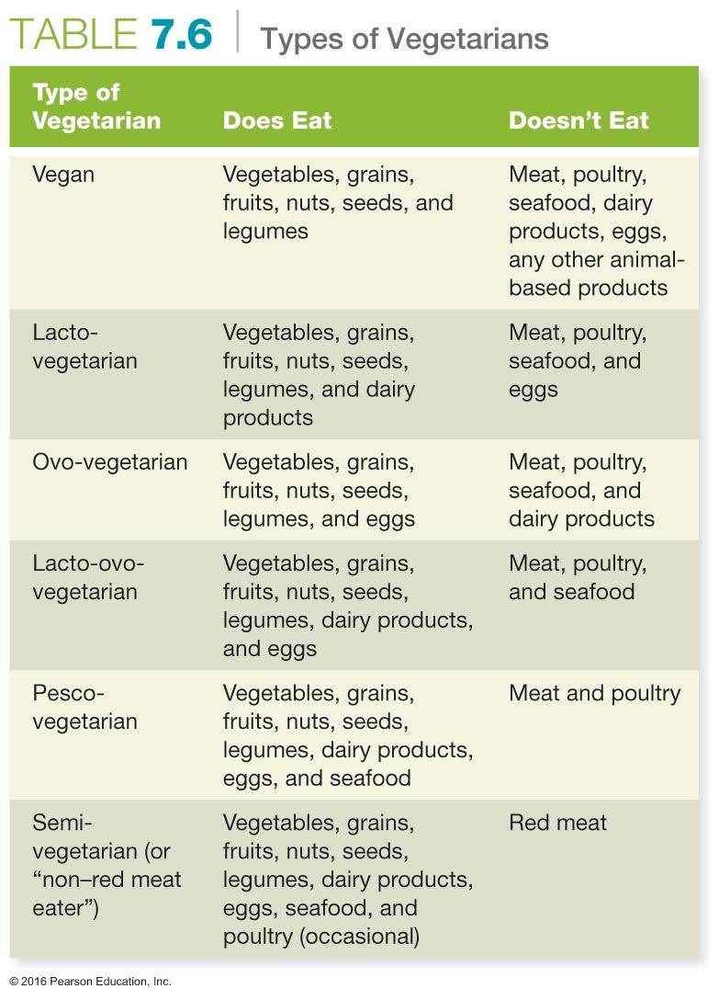 TABLE 7.6 Types of Vegetarians
Type of
Vegetarian Does Eat Doesn't Eat
Vegan Vegetables, grains, Meat, poultry,
fruits, nuts, seeds, and seafood, dairy
legumes products, eggs,
any other animal-
based products
Lacto- Vegetables, grains, Meat, poultry,
vegetarian fruits, nuts, seeds, seafood, and
legumes, and dairy eggs
products
Ovo-vegetarian Vegetables, grains, Meat, poultry,
fruits, nuts, seeds, seafood, and
legumes, and eggs dairy products
Lacto-ovo- Vegetables, grains, Meat, poultry,
vegetarian fruits, nuts, seeds, and seafood
legumes, dairy products,
and eggs
Pesco- Vegetables, grains, Meat and poultry
vegetarian fruits, nuts, seeds,
legumes, dairy products,
eggs, and seafood
Semi- Vegetables, grains, Red meat
vegetarian (or fruits, nuts, seeds,
“non–red meat legumes, dairy products,
eater”) eggs, seafood, and
poultry (occasional)
© 2016 Pearson Education, Inc.